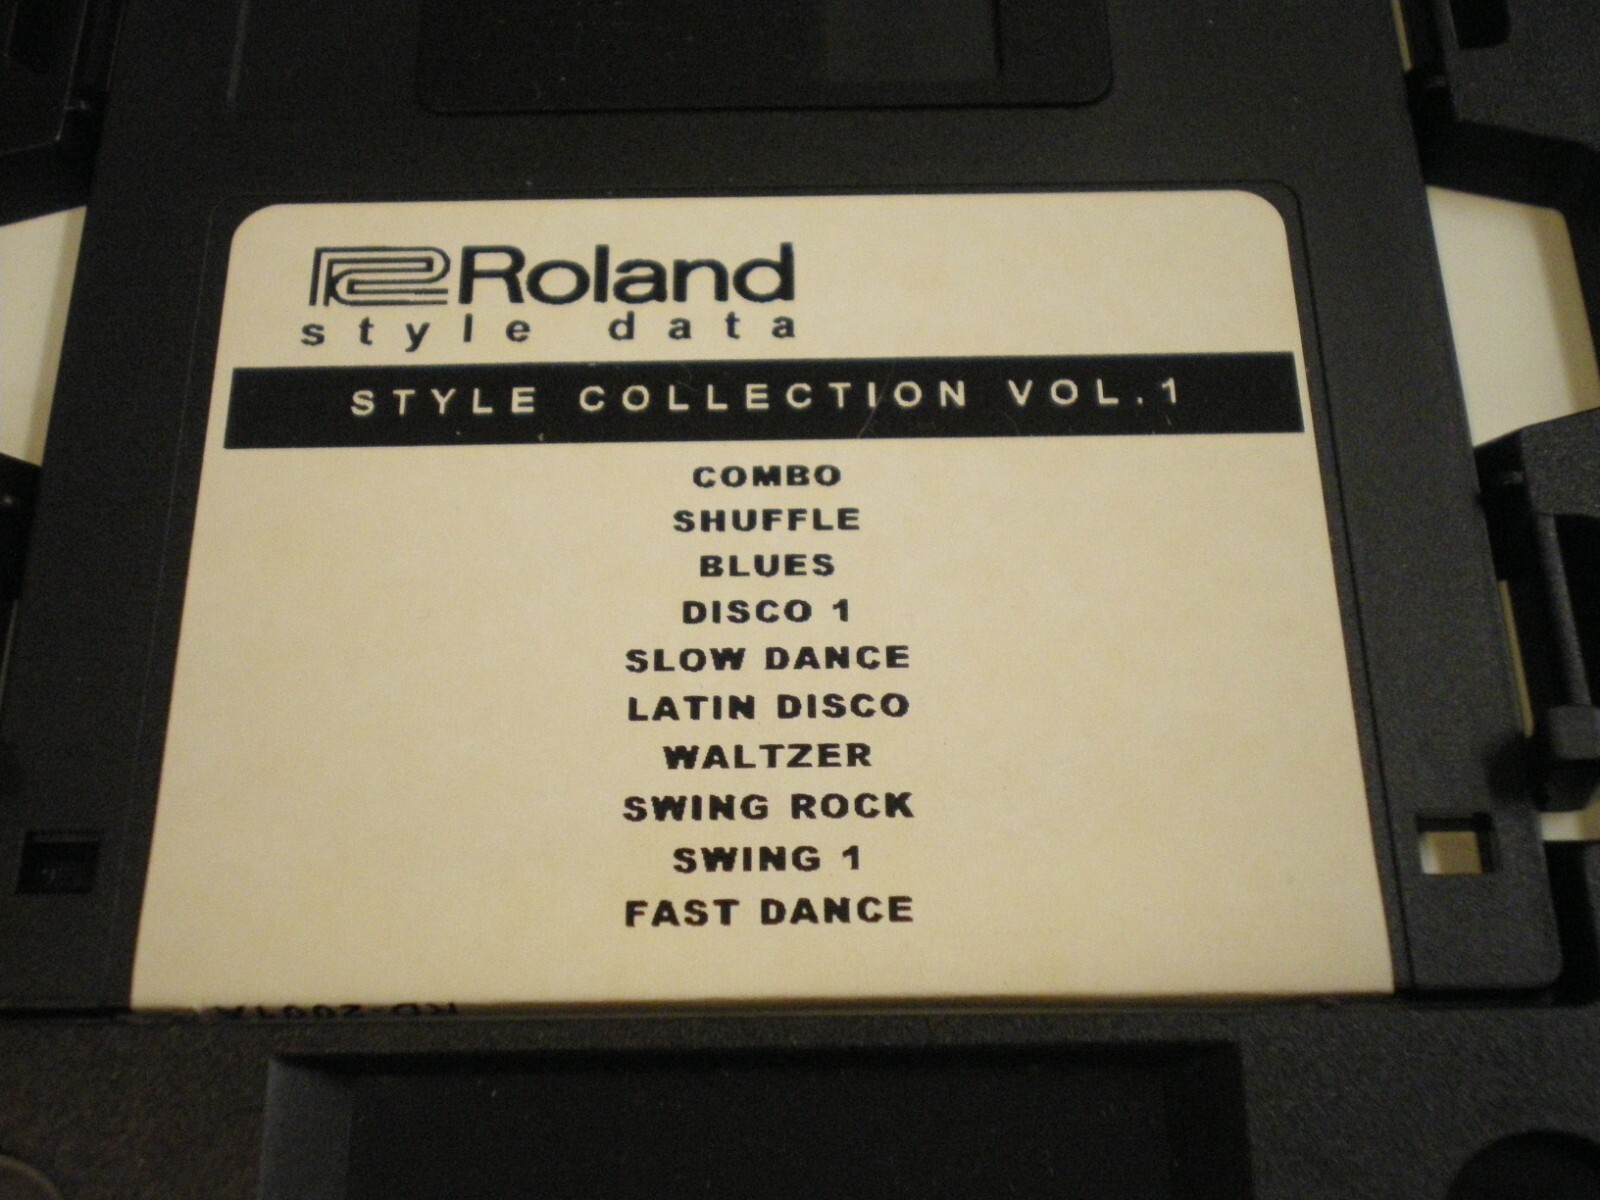 Roland
style data
STYLE COLLECTION VOL.1
COMBO
SHUFFLE
BLUES
DISCO 1
SLOW DANCE
LATIN DISCO
WALTZER
SWING ROCK
SWING 1
FAST DANCE